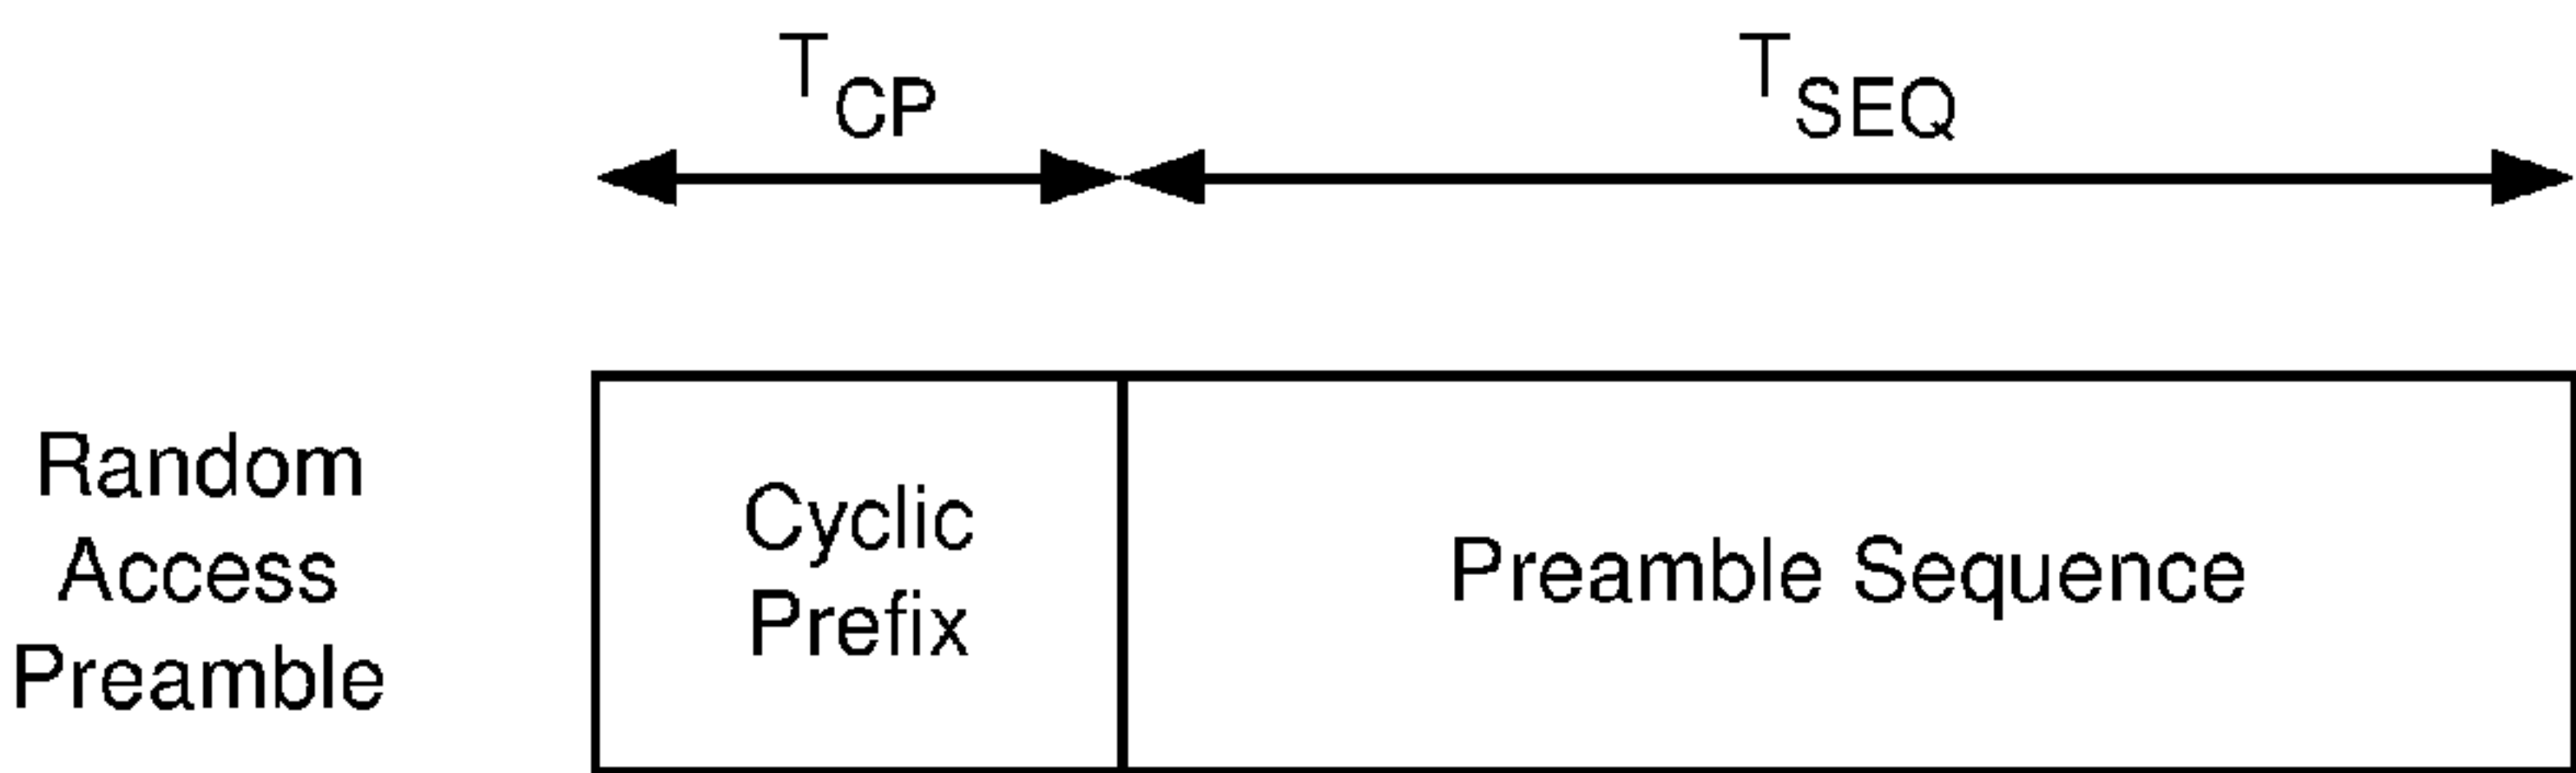 TCP
TSEQ
Random
Access
Preamble
Cyclic
Prefix
Preamble Sequence